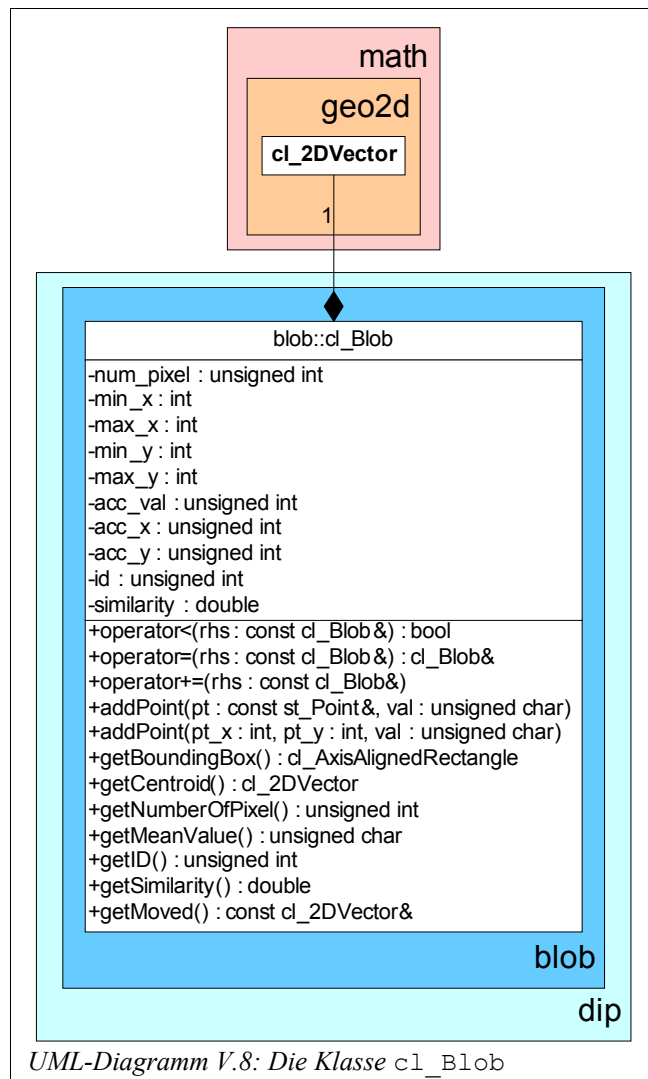 math
geo2d
cl_2DVector
1
blob::cl_Blob
-num_pixel : unsigned int
-min_x : int
-max_x : int
-min_y : int
-max_y : int
-acc_val : unsigned int
-acc_x : unsigned int
-acc_y : unsigned int
-id : unsigned int
-similarity : double
+operator<(rhs : const cl_Blob&) : bool
+operator=(rhs : const cl_Blob&) : cl_Blob&
+operator+=(rhs : const cl_Blob&)
+addPoint(pt : const st_Point&, val : unsigned char)
+addPoint(pt_x : int, pt_y : int, val : unsigned char)
+getBoundingBox() : cl_AxisAlignedRectangle
+getCentroid() : cl_2DVector
+getNumberOfPixel() : unsigned int
+getMeanValue() : unsigned char
+getID() : unsigned int
+getSimilarity() : double
+getMoved() : const cl_2DVector&
blob
dip
UML-Diagramm V.8: Die Klasse cl_Blob